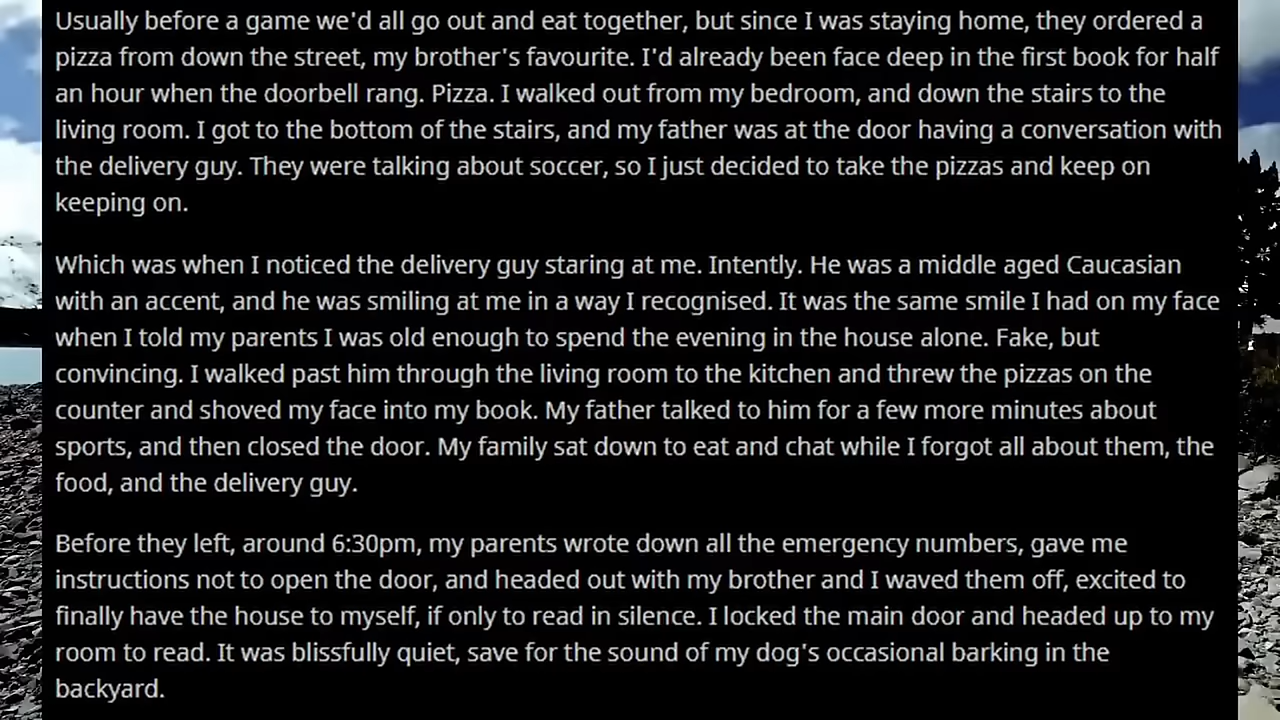 Usually before a game we'd all go out and eat together, but since I was staying home, they ordered a
pizza from down the street, my brother's favourite. I'd already been face deep in the first book for half
an hour when the doorbell rang. Pizza. I walked out from my bedroom, and down the stairs to the
living room. I got to the bottom of the stairs, and my father was at the door having a conversation with
the delivery guy. They were talking about soccer, so I just decided to take the pizzas and keep on
keeping on.
Which was when I noticed the delivery guy staring at me. Intently. He was a middle aged Caucasian
with an accent, and he was smiling at me in a way I recognised. It was the same smile I had on my face
when I told my parents I was old enough to spend the evening in the house alone. Fake, but
convincing. I walked past him through the living room to the kitchen and threw the pizzas on the
counter and shoved my face into my book. My father talked to him for a few more minutes about
sports, and then closed the door. My family sat down to eat and chat while I forgot all about them, the
food, and the delivery guy.
Before they left, around 6:30pm, my parents wrote down all the emergency numbers, gave me
instructions not to open the door, and headed out with my brother and I waved them off, excited to
finally have the house to myself, if only to read in silence. I locked the main door and headed up to my
room to read. It was blissfully quiet, save for the sound of my dog's occasional barking in the
backyard.